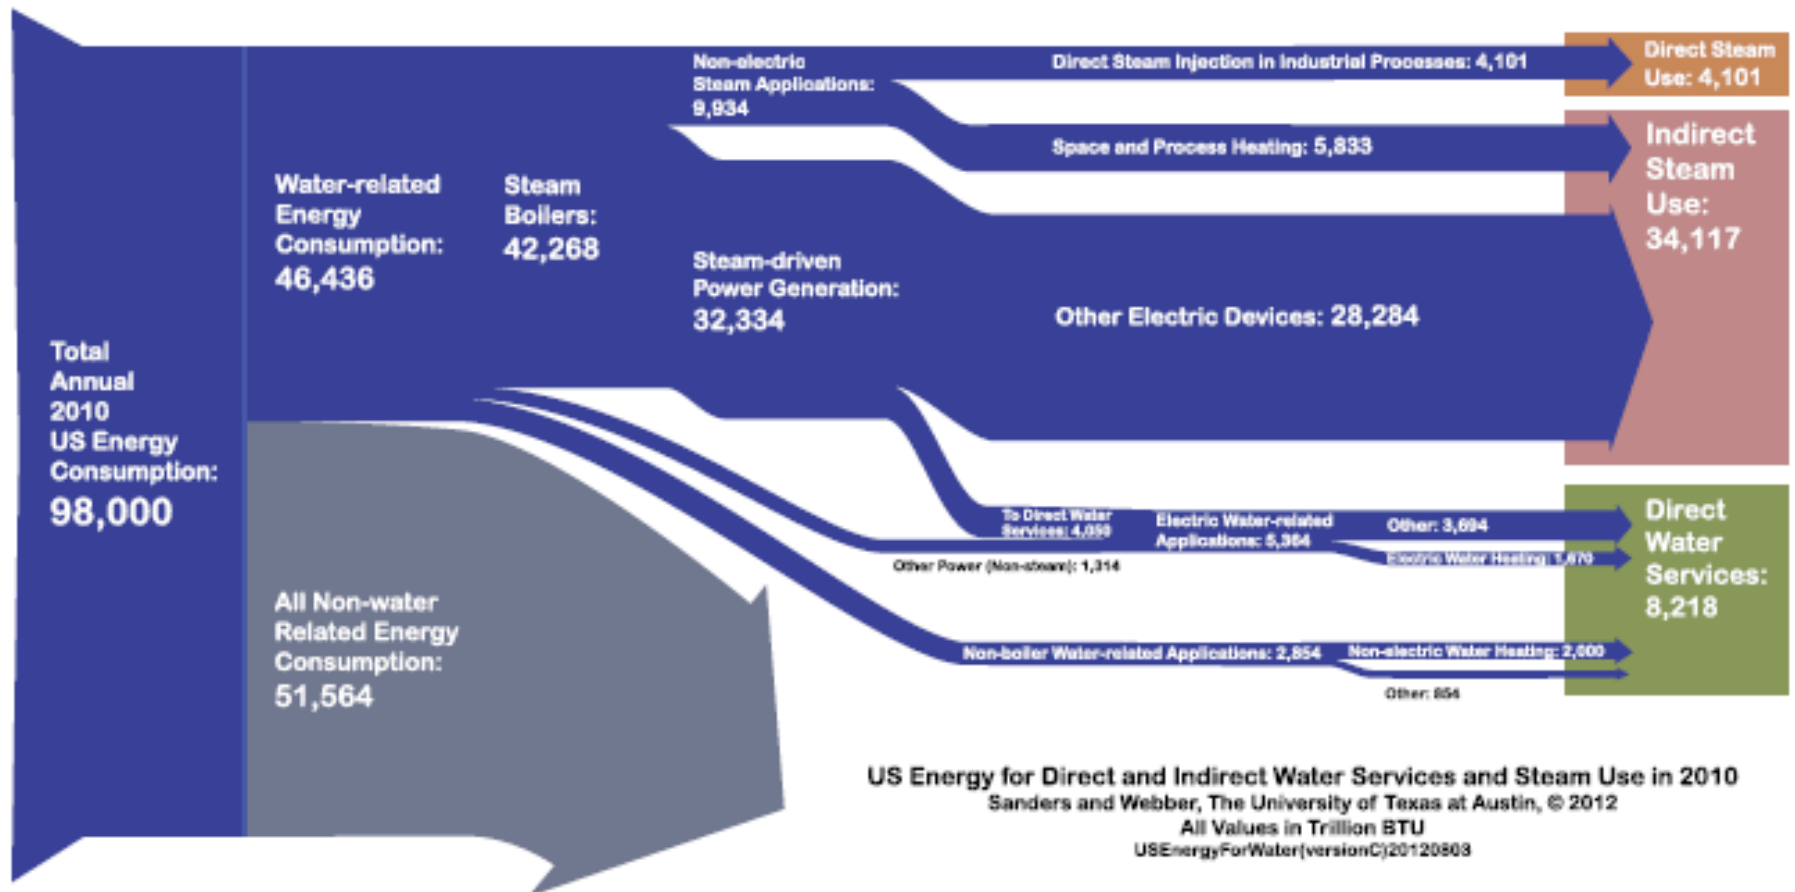 Total
Annual
2010
US Energy
Consumption:
98,000
Water-related
Energy
Consumption:
46,436
All Non-water
Related Energy
Consumption:
51,564
Steam
Boilers:
42,268
Non-electric
Steam Applications:
9,934
Steam-driven
Power Generation:
32,334
Direct Steam Injection in Industrial Processes: 4,101
Space and Process Heating: 5,833
Other Electric Devices: 28,284
To Direct Water
Services: 4,050
Electric Water-related
Applications: 5,364
Other: 3,694
Electric Water Heating: 1,670
Other Power (Non-steam): 1,314
Non-boiler Water-related Applications: 2,854
Non-electric Water Heating: 2,000
Other: 854
Direct Steam
Use: 4,101
Indirect
Steam
Use:
34,117
Direct
Water
Services:
8,218
US Energy for Direct and Indirect Water Services and Steam Use in 2010
Sanders and Webber, The University of Texas at Austin, © 2012
All Values in Trillion BTU
USEnergyForWater(versionC)20120803